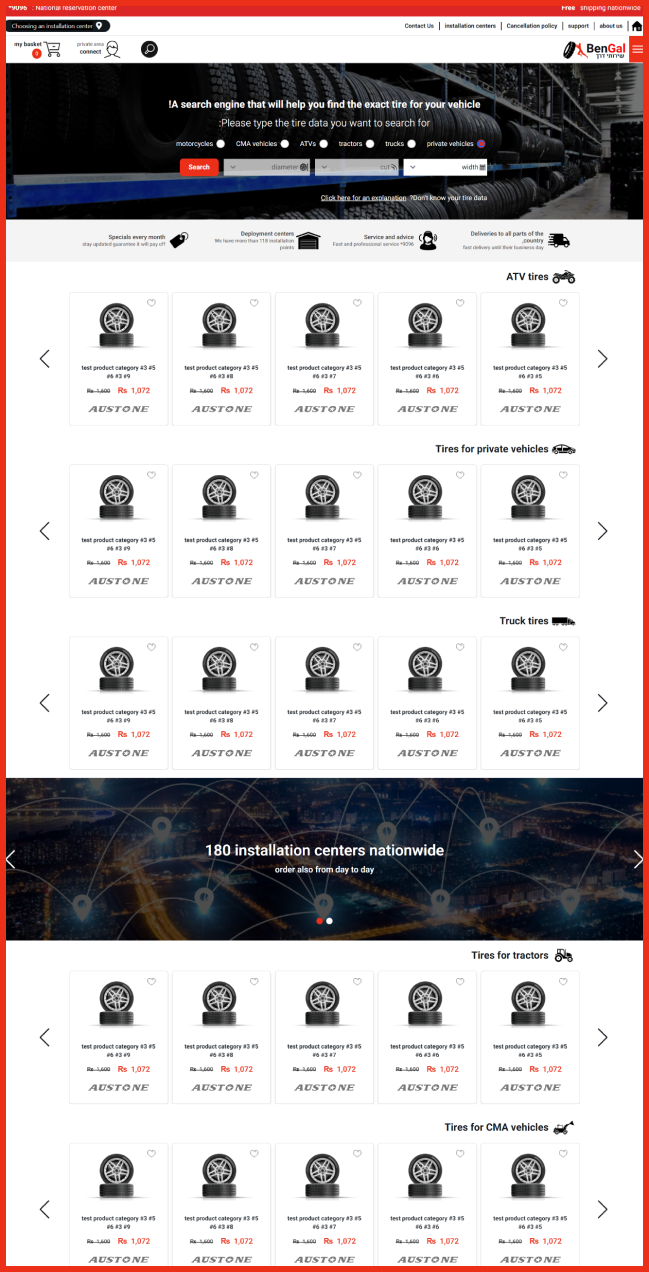 *9096 : National reservation center
Free shipping nationwide
Choosing an installation center
Contact Us | installation centers | Cancellation policy | support | about us
my basket
0
private area
connect
BenGal
שירותי דרך
!A search engine that will help you find the exact tire for your vehicle
:Please type the tire data you want to search for
motorcycles CMA vehicles ATVs tractors trucks private vehicles
Search diameter cut width
Click here for an explanation ?Don't know your tire data
Specials every month
stay updated guarantee it will pay off
Deployment centers
We have more than 118 installation
points
Service and advice
Fast and professional service *9096
Deliveries to all parts of the
,country
fast delivery until their business day
ATV tires
test product category #3 #5
#6 #3 #9
Rs 1,600 Rs 1,072
AUSTONE
test product category #3 #5
#6 #3 #8
Rs 1,600 Rs 1,072
AUSTONE
test product category #3 #5
#6 #3 #7
Rs 1,600 Rs 1,072
AUSTONE
test product category #3 #5
#6 #3 #6
Rs 1,600 Rs 1,072
AUSTONE
test product category #3 #5
#6 #3 #5
Rs 1,600 Rs 1,072
AUSTONE
Tires for private vehicles
test product category #3 #5
#6 #3 #9
Rs 1,600 Rs 1,072
AUSTONE
test product category #3 #5
#6 #3 #8
Rs 1,600 Rs 1,072
AUSTONE
test product category #3 #5
#6 #3 #7
Rs 1,600 Rs 1,072
AUSTONE
test product category #3 #5
#6 #3 #6
Rs 1,600 Rs 1,072
AUSTONE
test product category #3 #5
#6 #3 #5
Rs 1,600 Rs 1,072
AUSTONE
Truck tires
test product category #3 #5
#6 #3 #9
Rs 1,600 Rs 1,072
AUSTONE
test product category #3 #5
#6 #3 #8
Rs 1,600 Rs 1,072
AUSTONE
test product category #3 #5
#6 #3 #7
Rs 1,600 Rs 1,072
AUSTONE
test product category #3 #5
#6 #3 #6
Rs 1,600 Rs 1,072
AUSTONE
test product category #3 #5
#6 #3 #5
Rs 1,600 Rs 1,072
AUSTONE
180 installation centers nationwide
order also from day to day
Tires for tractors
test product category #3 #5
#6 #3 #9
Rs 1,600 Rs 1,072
AUSTONE
test product category #3 #5
#6 #3 #8
Rs 1,600 Rs 1,072
AUSTONE
test product category #3 #5
#6 #3 #7
Rs 1,600 Rs 1,072
AUSTONE
test product category #3 #5
#6 #3 #6
Rs 1,600 Rs 1,072
AUSTONE
test product category #3 #5
#6 #3 #5
Rs 1,600 Rs 1,072
AUSTONE
Tires for CMA vehicles
test product category #3 #5
#6 #3 #9
Rs 1,600 Rs 1,072
AUSTONE
test product category #3 #5
#6 #3 #8
Rs 1,600 Rs 1,072
AUSTONE
test product category #3 #5
#6 #3 #7
Rs 1,600 Rs 1,072
AUSTONE
test product category #3 #5
#6 #3 #6
Rs 1,600 Rs 1,072
AUSTONE
test product category #3 #5
#6 #3 #5
Rs 1,600 Rs 1,072
AUSTONE